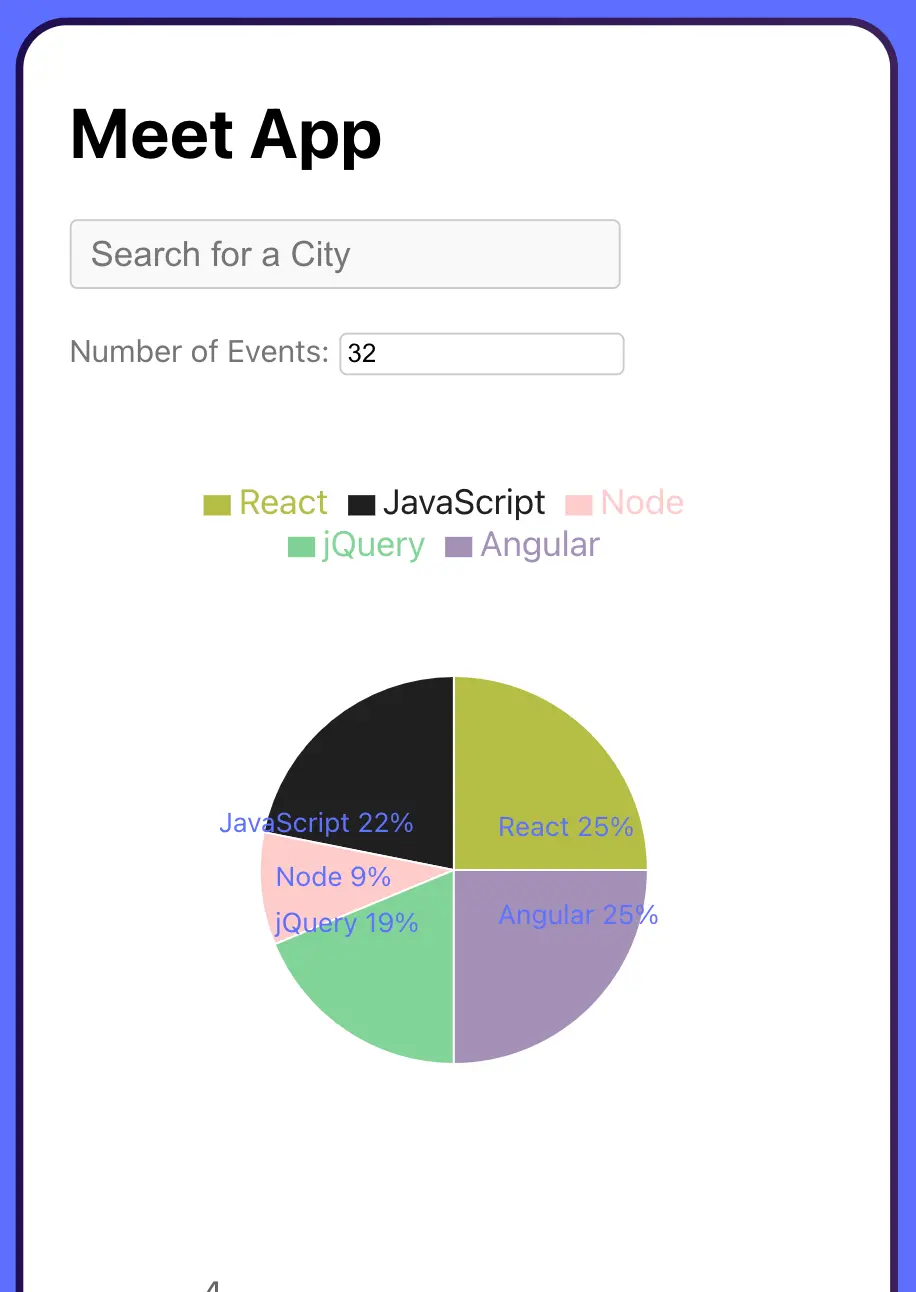 Meet App
Search for a City
Number of Events: 32
React JavaScript Node
jQuery Angular
JavaScript 22%
React 25%
Node 9%
jQuery 19%
Angular 25%
4